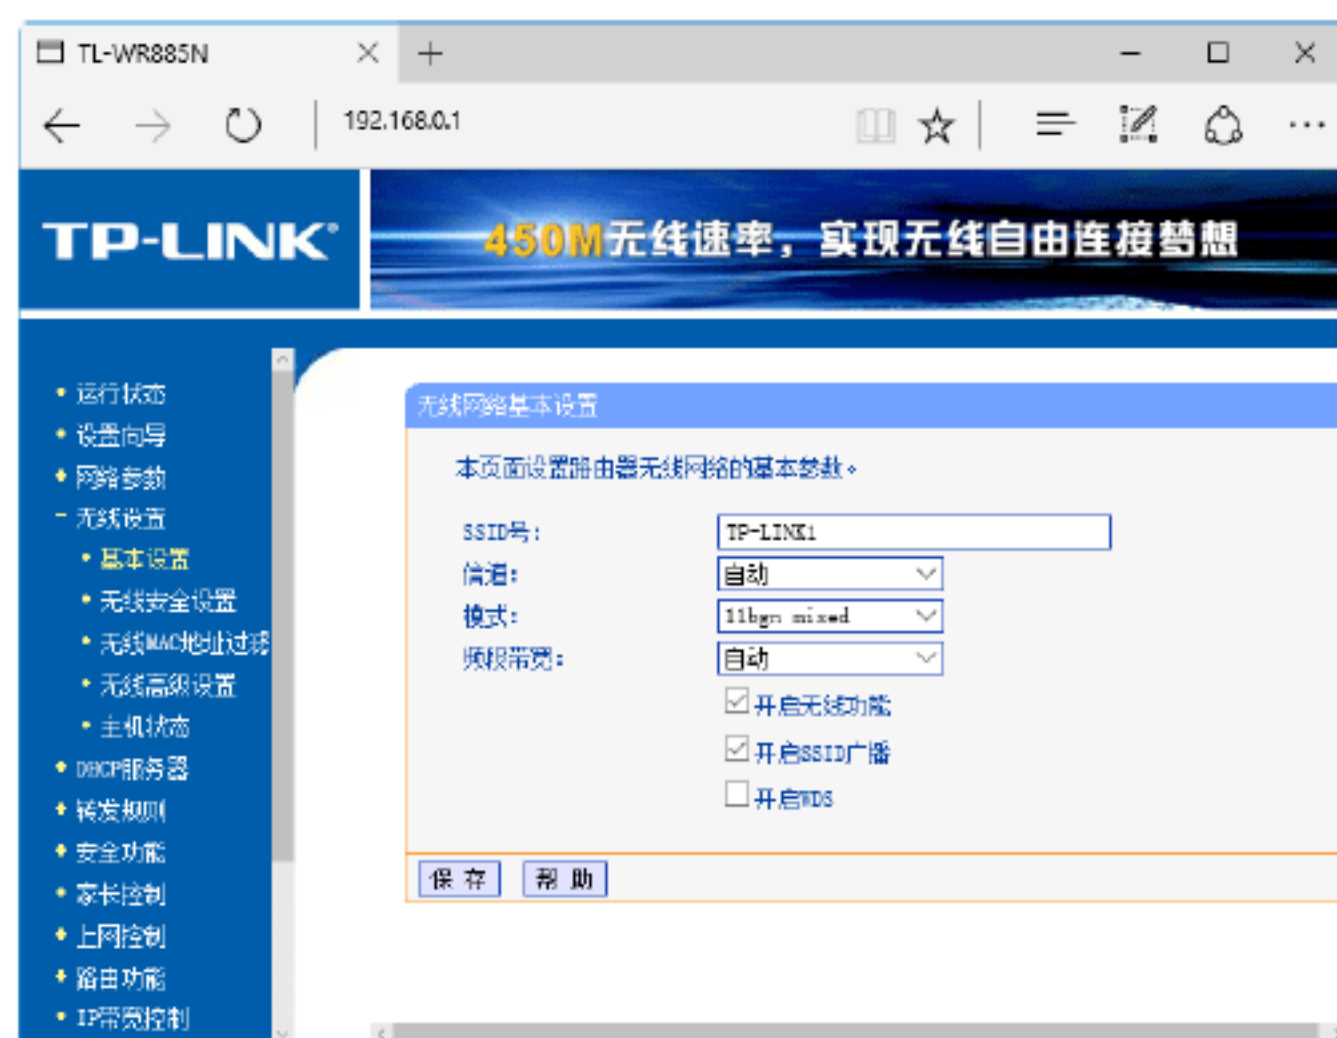 TL-WR885N
192.168.0.1
TP-LINK®
450M无线速率，实现无线自由连接梦想
运行状态
设置向导
网络参数
无线设置
基本设置
无线安全设置
无线MAC地址过滤
无线高级设置
主机状态
DHCP服务器
转发规则
安全功能
家长控制
上网控制
路由功能
IP带宽控制
无线网络基本设置
本页面设置路由器无线网络的基本参数。
SSID号： TP-LINK1
信道： 自动
模式： 11bgn mixed
频段带宽： 自动
开启无线功能
开启SSID广播
开启WDS
保 存 帮 助